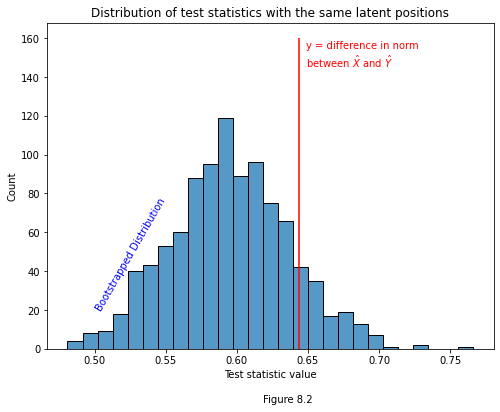 Distribution of test statistics with the same latent positions
160
140
120
100
80
60
40
20
0
Count
y = difference in norm
between X̂ and Ŷ
Bootstrapped Distribution
0.50 0.55 0.60 0.65 0.70 0.75
Test statistic value
Figure 8.2